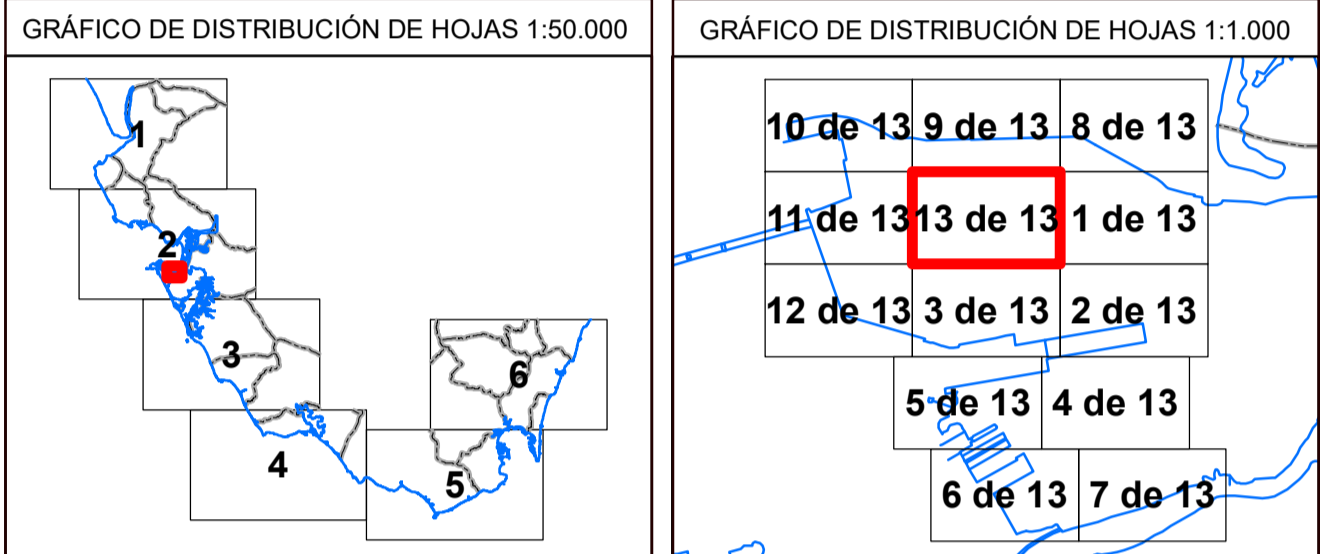 GRÁFICO DE DISTRIBUCIÓN DE HOJAS 1:50.000
1
2
3
4
5
6
GRÁFICO DE DISTRIBUCIÓN DE HOJAS 1:1.000
10 de 13 9 de 13 8 de 13
11 de 13 13 de 13 1 de 13
12 de 13 3 de 13 2 de 13
5 de 13 4 de 13
6 de 13 7 de 13